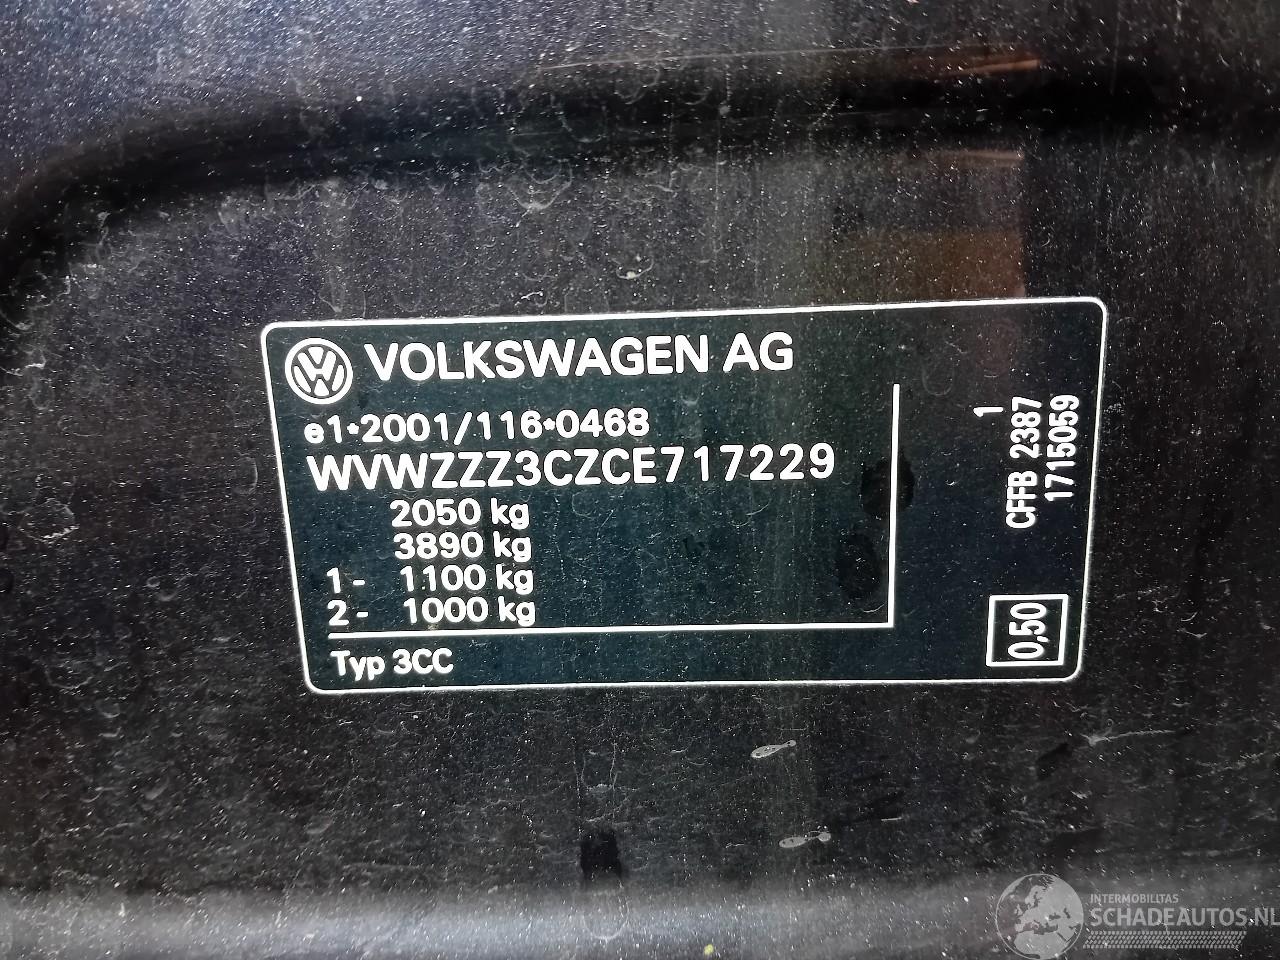 VOLKSWAGEN AG
e1*2001/116*0468
WVWZZZ3CZCE717229
2050 kg
3890 kg
1 - 1100 kg
2 - 1000 kg
Typ 3CC
1
CFFB 2387
1715059
0,50
INTERMOBILITAS
SCHADEAUTOS.NL